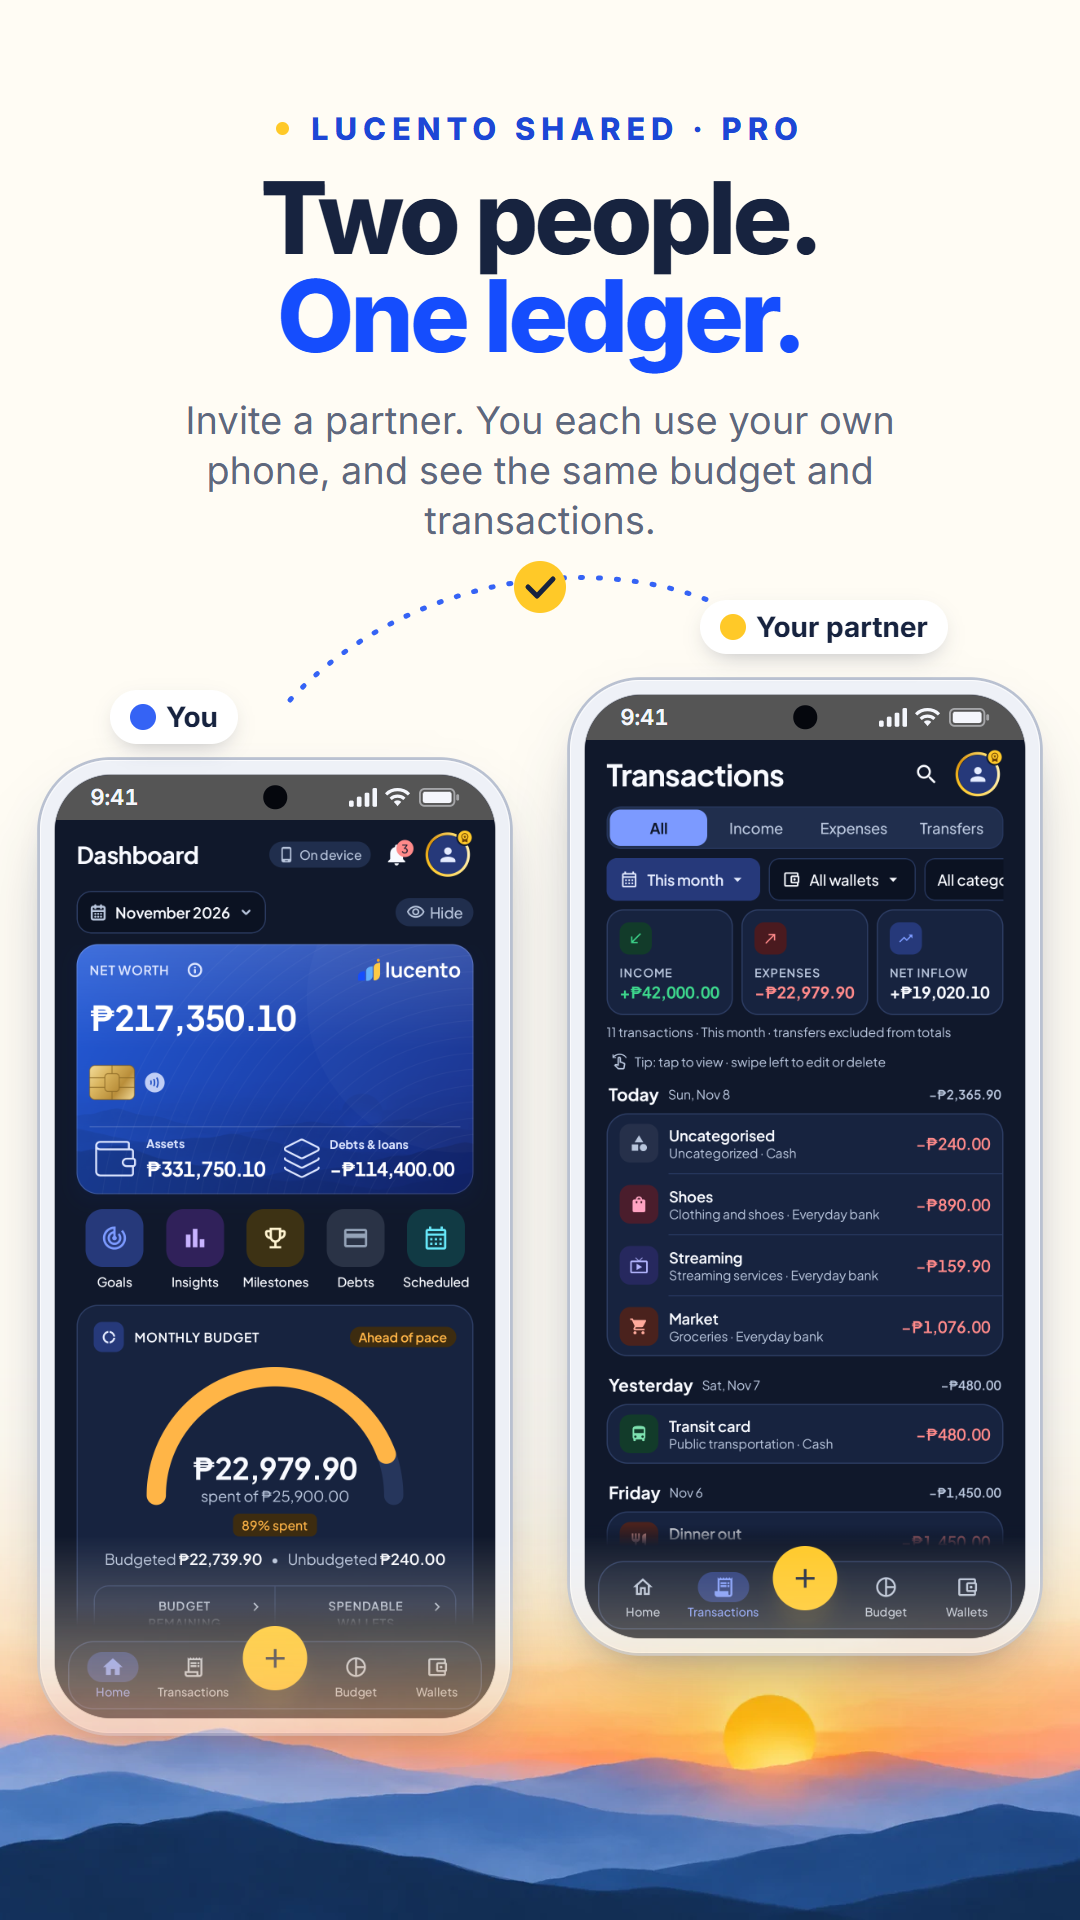 LUCENTO SHARED · PRO
Two people.
One ledger.
Invite a partner. You each use your own
phone, and see the same budget and
transactions.
You
9:41
Dashboard
On device
3
November 2026
Hide
NET WORTH
lucento
₱217,350.10
Assets
₱331,750.10
Debts & loans
-₱114,400.00
Goals
Insights
Milestones
Debts
Scheduled
MONTHLY BUDGET
Ahead of pace
₱22,979.90
spent of ₱25,900.00
89% spent
Budgeted ₱22,739.90 • Unbudgeted ₱240.00
BUDGET
REMAINING
SPENDABLE
WALLETS
Home
Transactions
Budget
Wallets
Your partner
9:41
Transactions
All
Income
Expenses
Transfers
This month
All wallets
All catego
INCOME
+₱42,000.00
EXPENSES
-₱22,979.90
NET INFLOW
+₱19,020.10
11 transactions · This month · transfers excluded from totals
Tip: tap to view · swipe left to edit or delete
Today Sun, Nov 8 -₱2,365.90
Uncategorised
Uncategorized · Cash
-₱240.00
Shoes
Clothing and shoes · Everyday bank
-₱890.00
Streaming
Streaming services · Everyday bank
-₱159.90
Market
Groceries · Everyday bank
-₱1,076.00
Yesterday Sat, Nov 7 -₱480.00
Transit card
Public transportation · Cash
-₱480.00
Friday Nov 6 -₱1,450.00
Dinner out
-₱1,450.00
Home
Transactions
Budget
Wallets